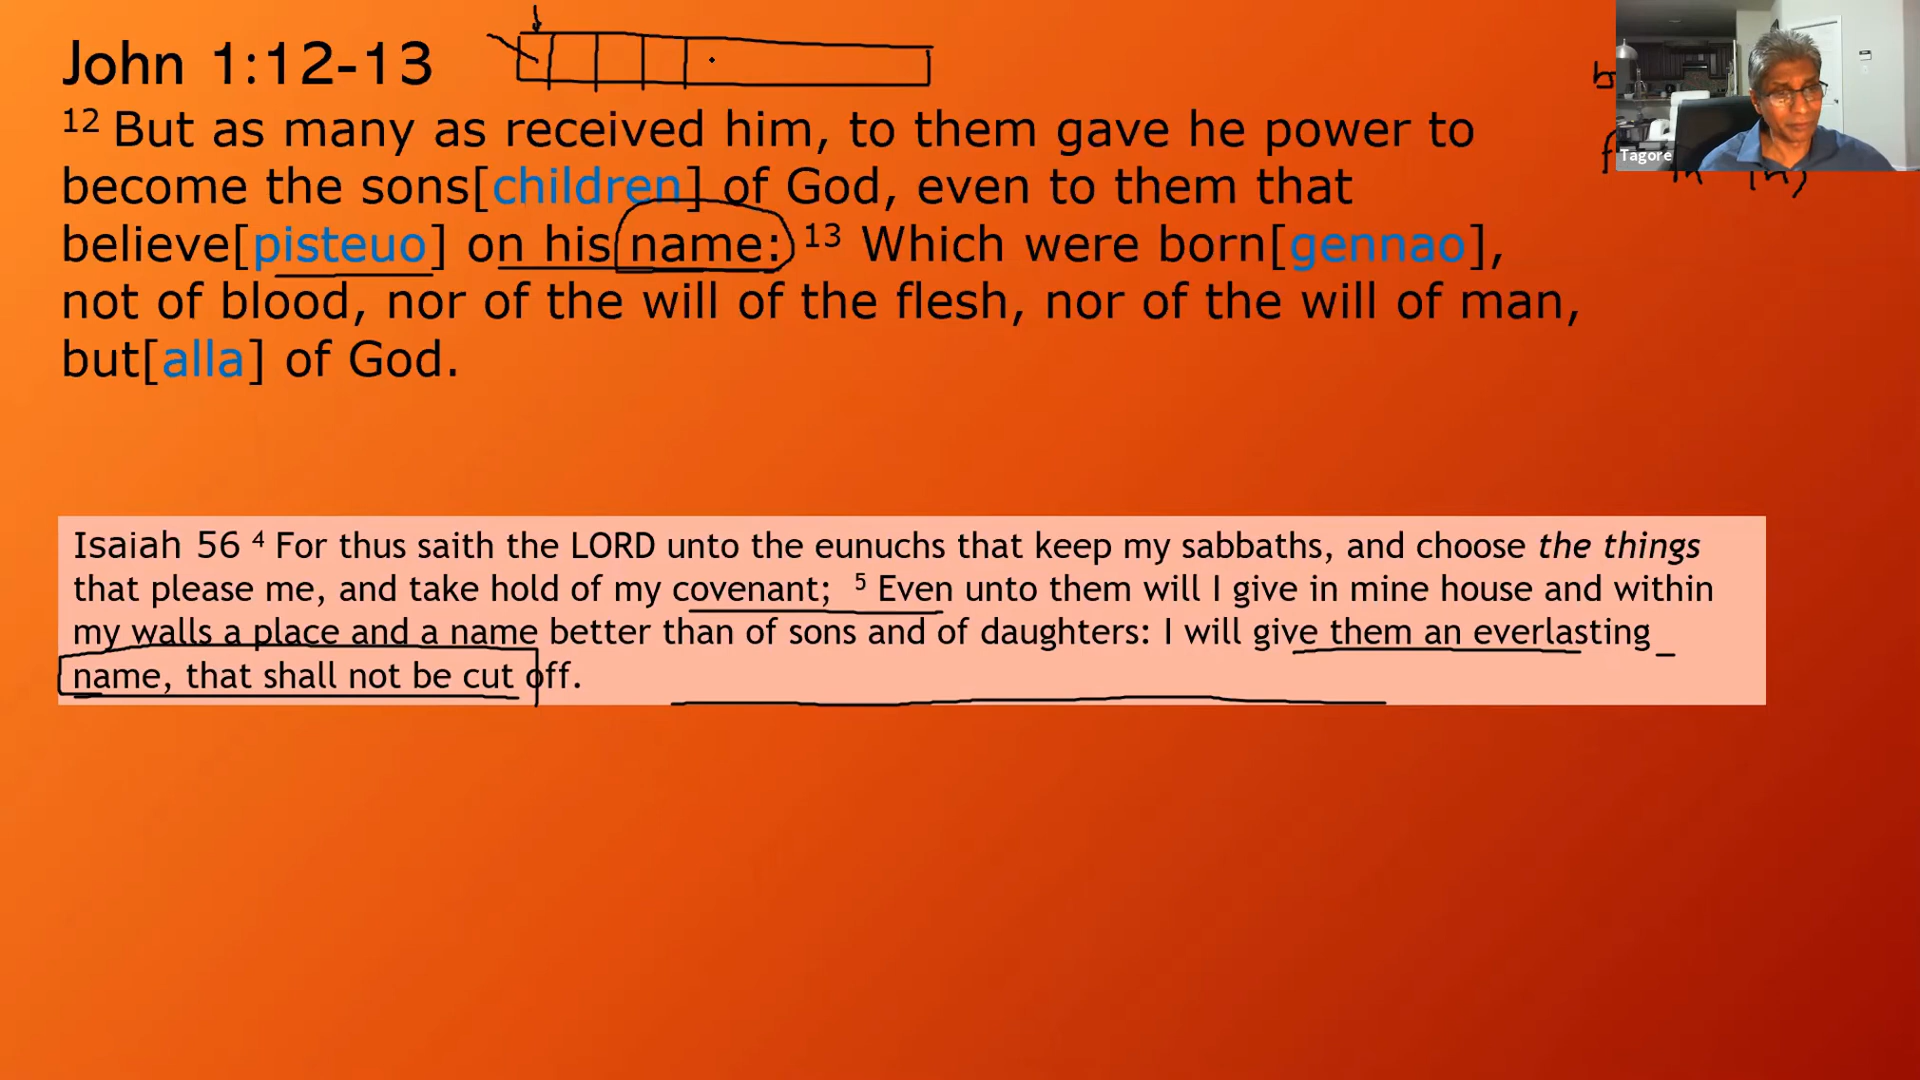 John 1:12-13
12 But as many as received him, to them gave he power to
become the sons[children] of God, even to them that
believe[pisteuo] on his name: 13 Which were born[gennao],
not of blood, nor of the will of the flesh, nor of the will of man,
but[alla] of God.
Isaiah 56 4 For thus saith the LORD unto the eunuchs that keep my sabbaths, and choose the things
that please me, and take hold of my covenant; 5 Even unto them will I give in mine house and within
my walls a place and a name better than of sons and of daughters: I will give them an everlasting
name, that shall not be cut off.
Tagore